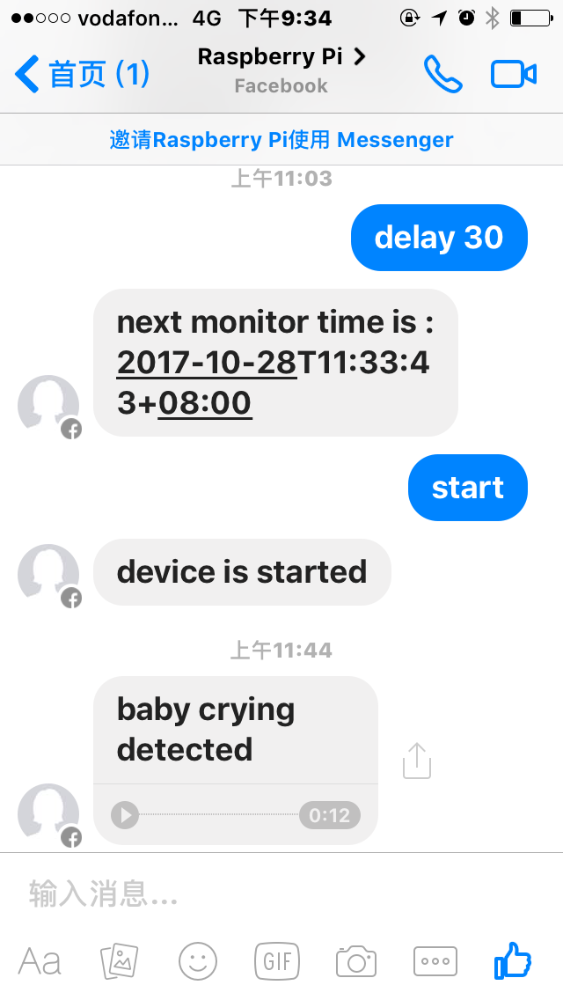 vodafon... 4G 下午9:34
首页 (1)
Raspberry Pi
Facebook
邀请Raspberry Pi使用 Messenger
上午11:03
delay 30
next monitor time is :
2017-10-28T11:33:4
3+08:00
start
device is started
上午11:44
baby crying
detected
0:12
输入消息...
Aa
GIF